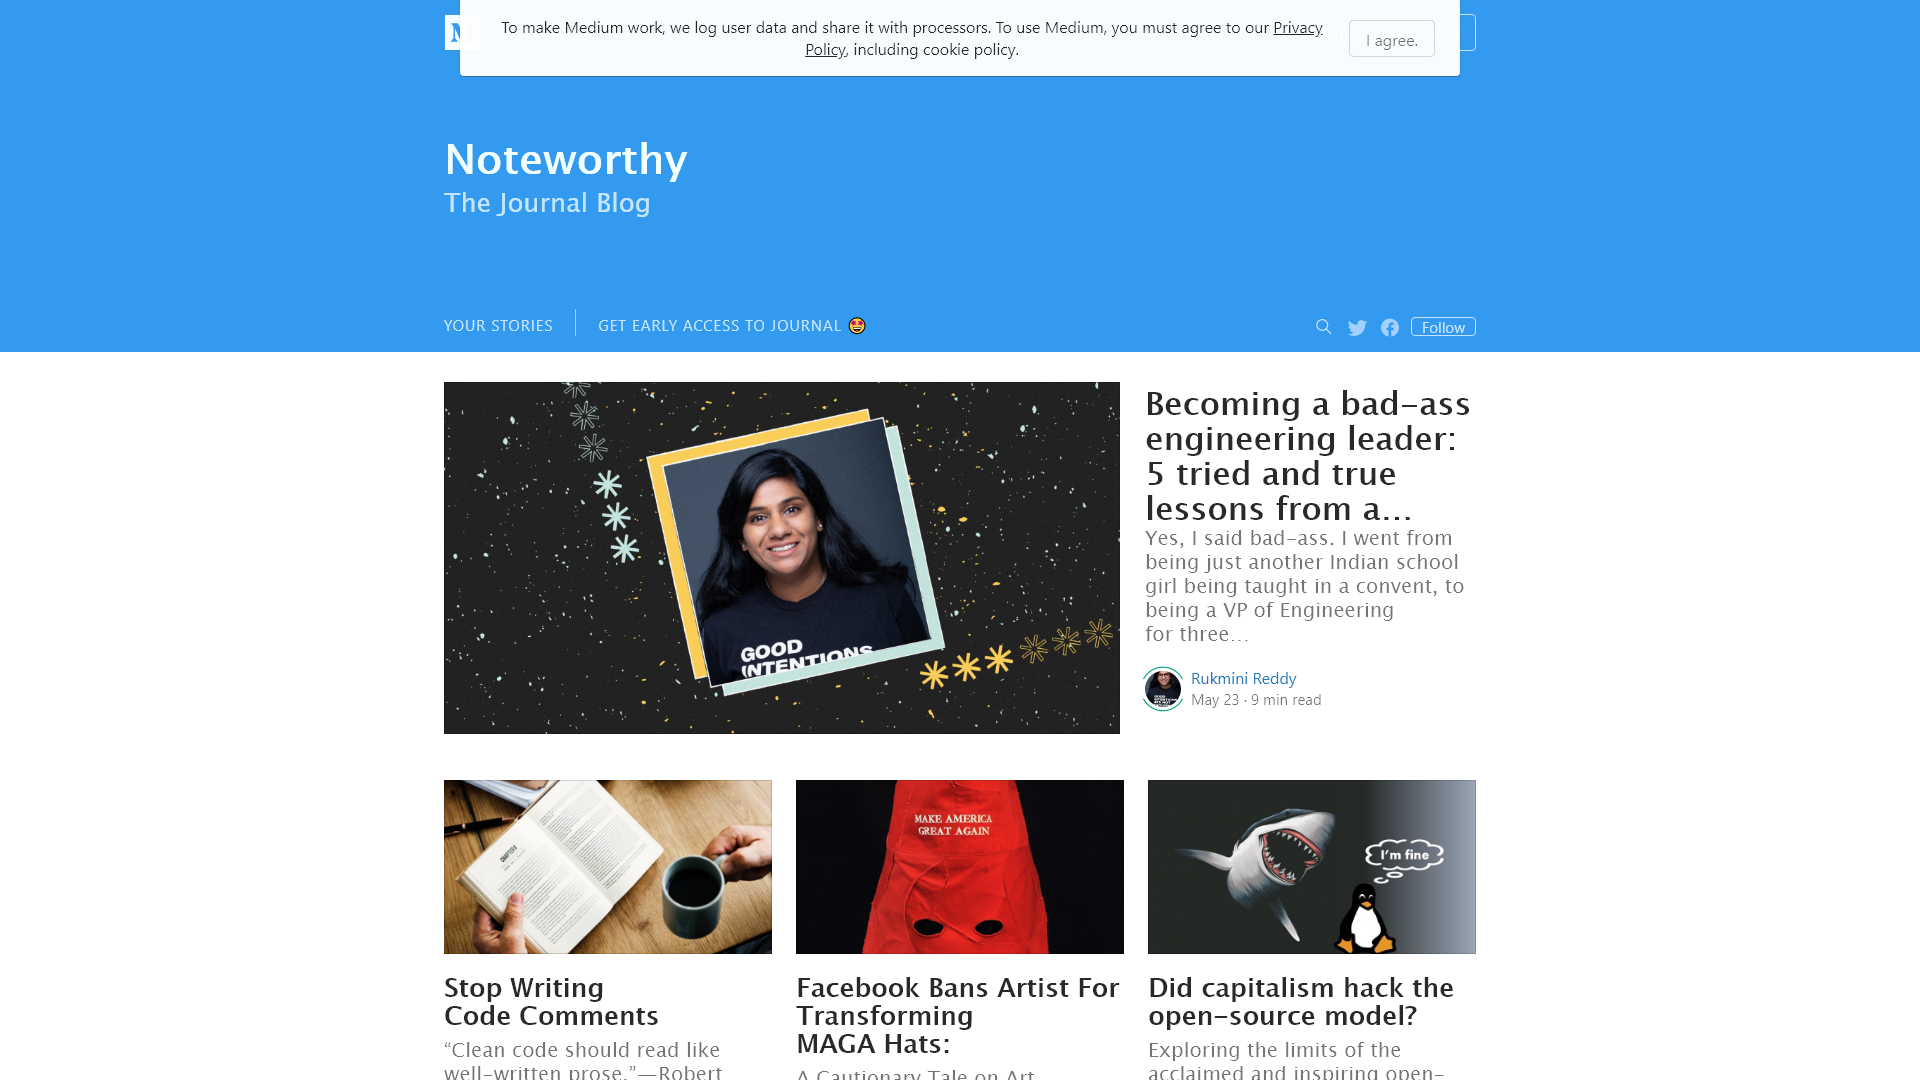 To make Medium work, we log user data and share it with processors. To use Medium, you must agree to our Privacy
Policy, including cookie policy.
I agree.
Noteworthy
The Journal Blog
YOUR STORIES
GET EARLY ACCESS TO JOURNAL 🤩
Follow
GOOD
INTENTIONS
Becoming a bad-ass
engineering leader:
5 tried and true
lessons from a…
Yes, I said bad-ass. I went from
being just another Indian school
girl being taught in a convent, to
being a VP of Engineering
for three…
Rukmini Reddy
May 23 · 9 min read
MAKE AMERICA
GREAT AGAIN
I'm fine
Stop Writing
Code Comments
“Clean code should read like
well-written prose.”—Robert
Facebook Bans Artist For
Transforming
MAGA Hats:
A Cautionary Tale on Art
Did capitalism hack the
open-source model?
Exploring the limits of the
acclaimed and inspiring open-